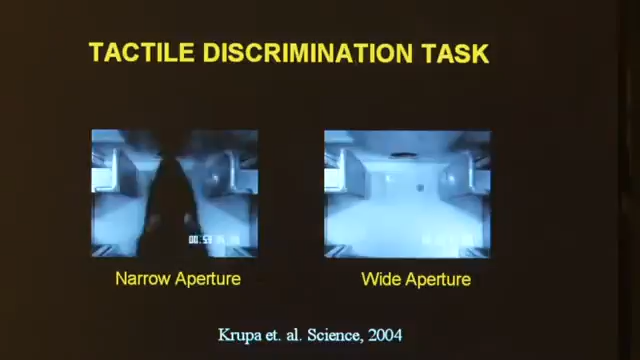 TACTILE DISCRIMINATION TASK
Narrow Aperture
Wide Aperture
Krupa et. al. Science, 2004